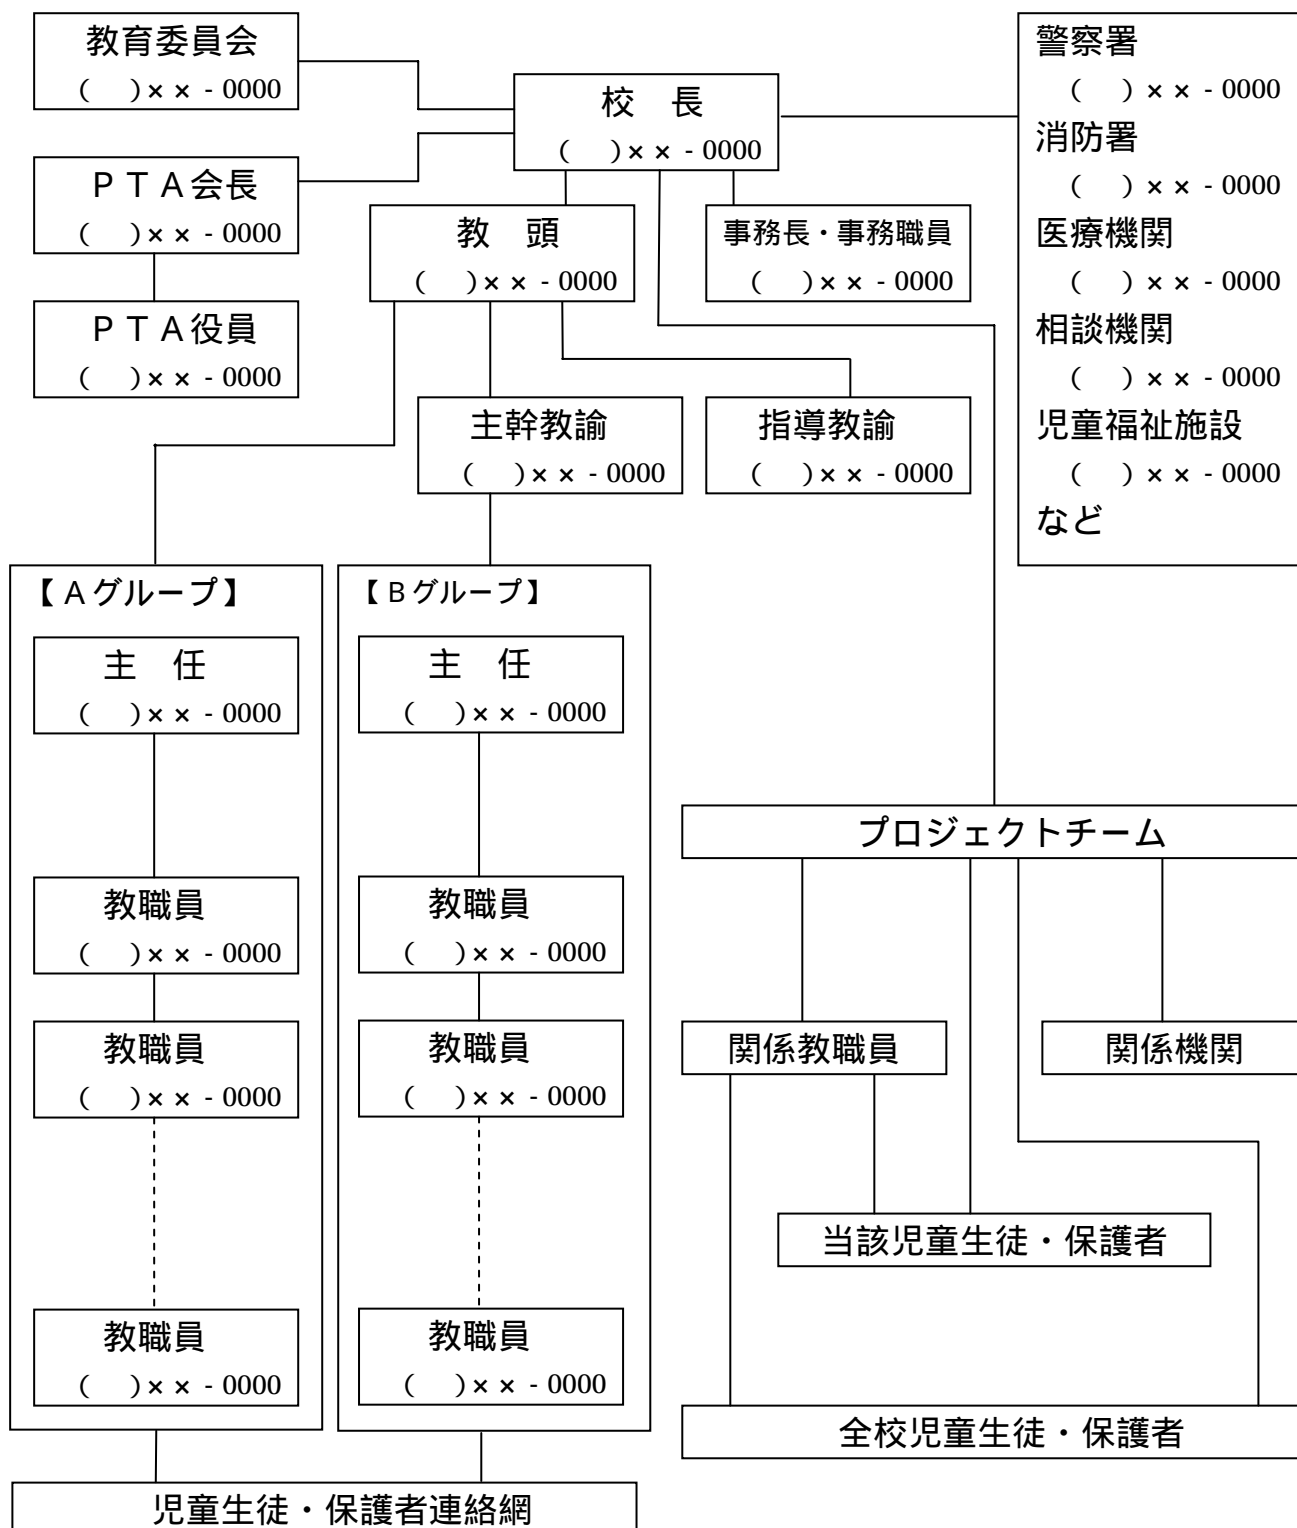 教育委員会
(　)×× - 0000
校　長
(　)×× - 0000
ＰＴＡ会長
(　)×× - 0000
ＰＴＡ役員
(　)×× - 0000
教　頭
(　)×× - 0000
事務長・事務職員
(　)×× - 0000
警察署
(　)×× - 0000
消防署
(　)×× - 0000
医療機関
(　)×× - 0000
相談機関
(　)×× - 0000
児童福祉施設
(　)×× - 0000
など
主幹教諭
(　)×× - 0000
指導教諭
(　)×× - 0000
【Ａグループ】
主　任
(　)×× - 0000
教職員
(　)×× - 0000
教職員
(　)×× - 0000
教職員
(　)×× - 0000
【Ｂグループ】
主　任
(　)×× - 0000
教職員
(　)×× - 0000
教職員
(　)×× - 0000
教職員
(　)×× - 0000
児童生徒・保護者連絡網
プロジェクトチーム
関係教職員
関係機関
当該児童生徒・保護者
全校児童生徒・保護者